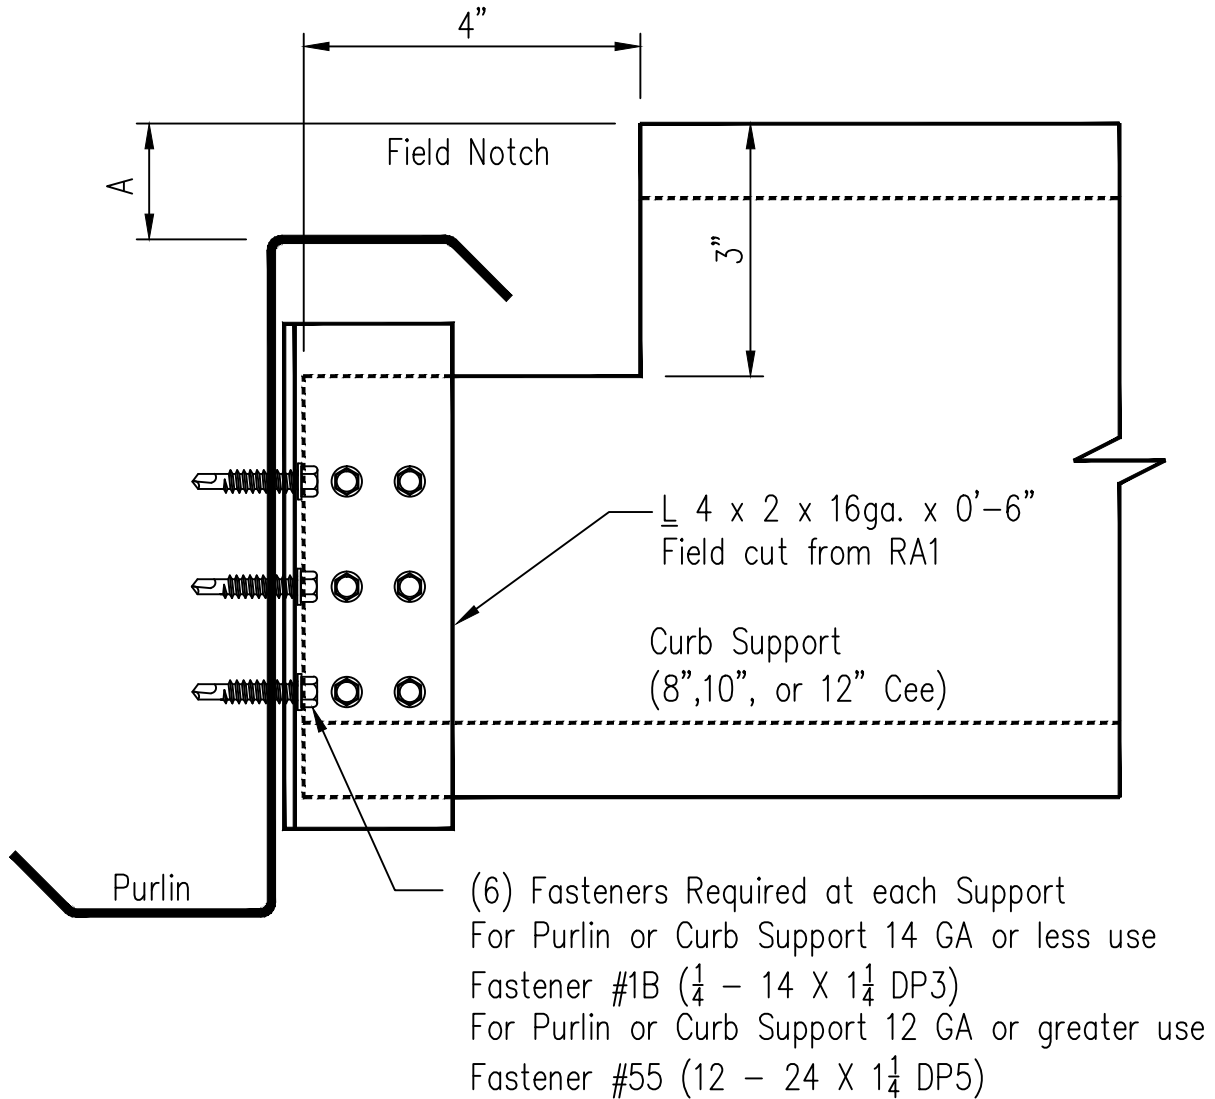 4”
Field Notch
A
3”
L 4 x 2 x 16ga. x 0'-6”
Field cut from RA1
Curb Support
(8”,10”, or 12” Cee)
Purlin
(6) Fasteners Required at each Support
For Purlin or Curb Support 14 GA or less use
Fastener #1B (1/4 - 14 X 1 1/4 DP3)
For Purlin or Curb Support 12 GA or greater use
Fastener #55 (12 - 24 X 1 1/4 DP5)